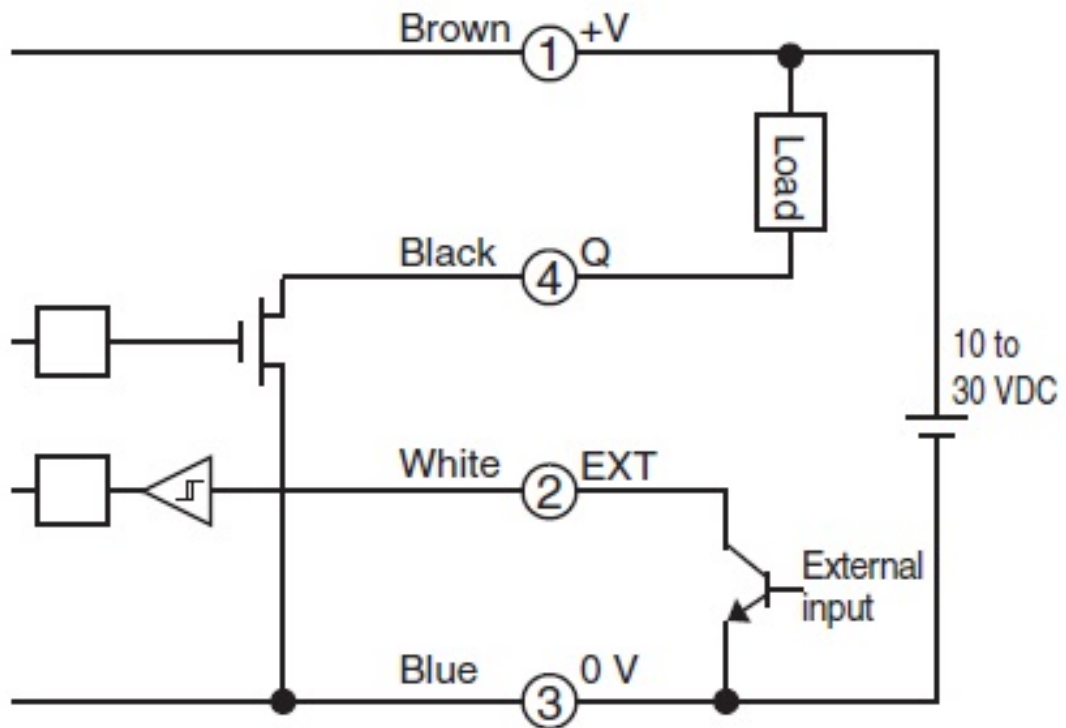 Brown 1 +V
Load
Black 4 Q
10 to
30 VDC
White 2 EXT
External
input
Blue 3 0 V